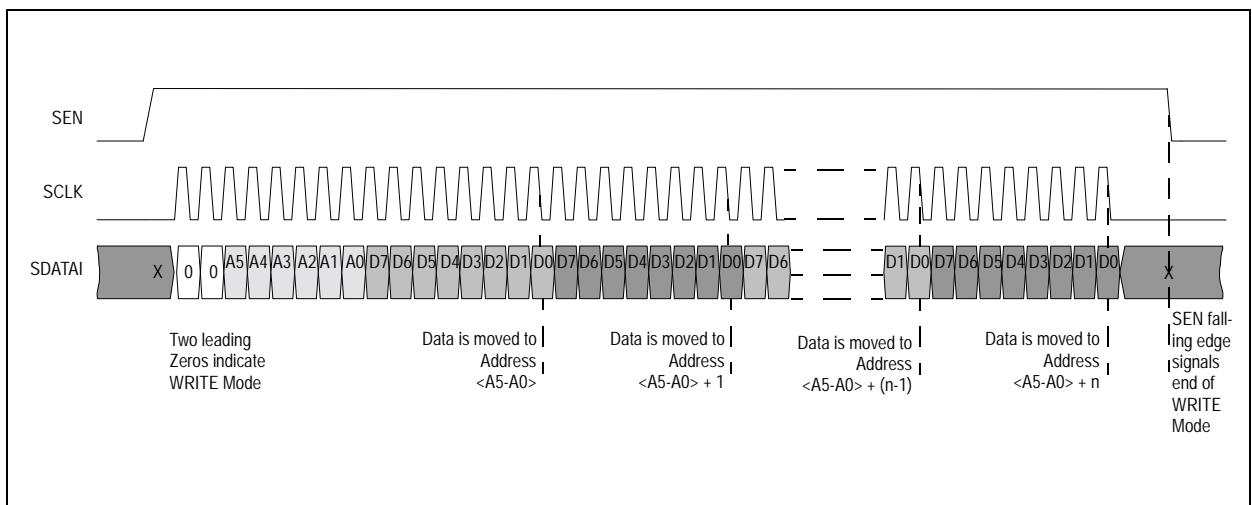 SEN
SCLK
SDATAI
X 0 0 A5 A4 A3 A2 A1 A0 D7 D6 D5 D4 D3 D2 D1 D0 D7 D6 D5 D4 D3 D2 D1 D0 D7 D6 D1 D0 D7 D6 D5 D4 D3 D2 D1 D0 X
Two leading
Zeros indicate
WRITE Mode
Data is moved to
Address
<A5-A0>
Data is moved to
Address
<A5-A0> + 1
Data is moved to
Address
<A5-A0> + (n-1)
Data is moved to
Address
<A5-A0> + n
SEN fall-
ing edge
signals
end of
WRITE
Mode